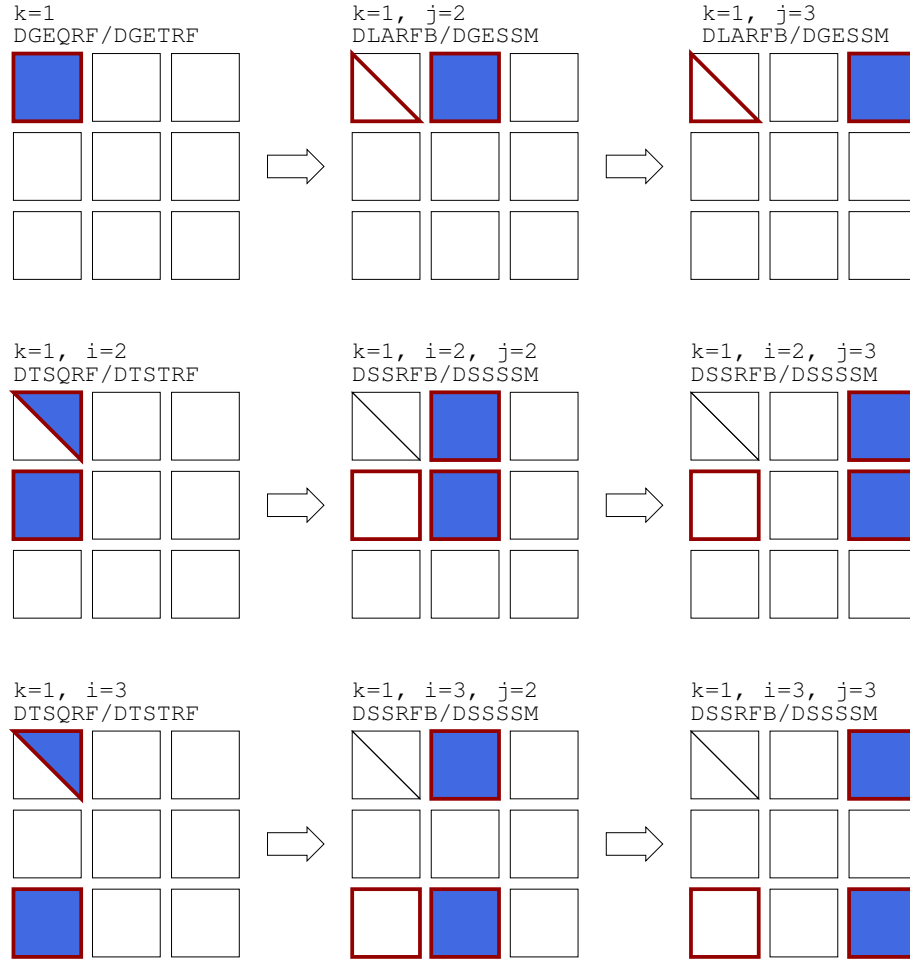 k=1
DGEQRF/DGETRF
k=1, j=2
DLARFB/DGESSM
k=1, j=3
DLARFB/DGESSM
k=1, i=2
DTSQRF/DTSTRF
k=1, i=2, j=2
DSSRFB/DSSSSM
k=1, i=2, j=3
DSSRFB/DSSSSM
k=1, i=3
DTSQRF/DTSTRF
k=1, i=3, j=2
DSSRFB/DSSSSM
k=1, i=3, j=3
DSSRFB/DSSSSM